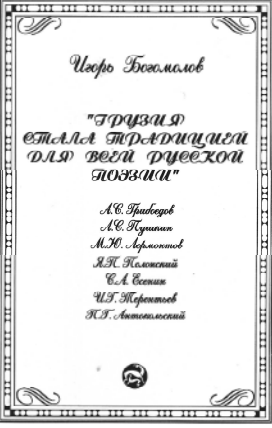 Игорь Богомолов
"ГРУЗИЯ
СТАЛА ТРАДИЦИЕЙ
ДЛЯ ВСЕЙ РУССКОЙ
ПОЭЗИИ"
А.С. Грибоедов
А.С. Пушкин
М.Ю. Лермонтов
Я.П. Полонский
С.А. Есенин
И.Г. Терентьев
П.Г. Антокольский